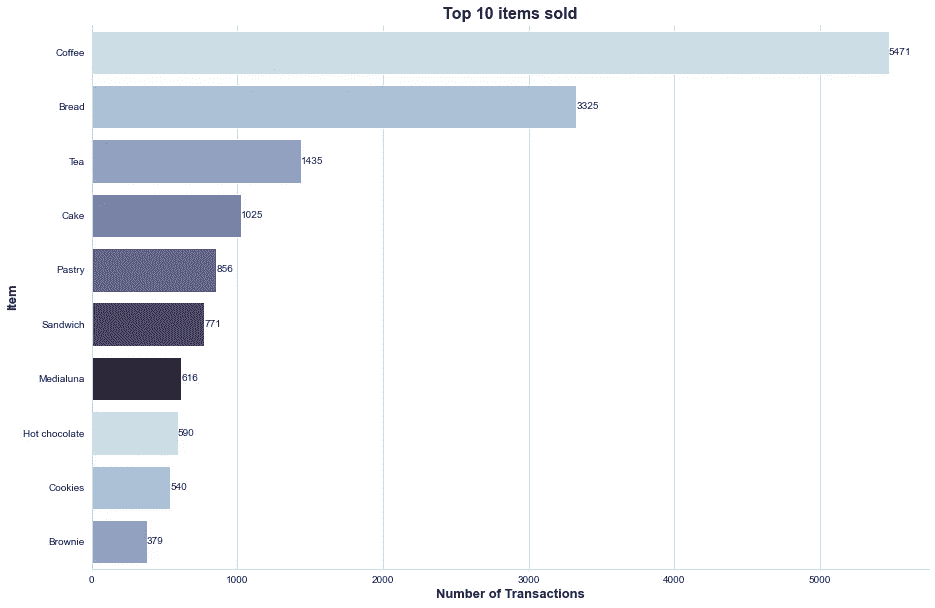 Top 10 items sold
Item
Coffee 5471
Bread 3325
Tea 1435
Cake 1025
Pastry 856
Sandwich 771
Medialuna 616
Hot chocolate 590
Cookies 540
Brownie 379
0 1000 2000 3000 4000 5000
Number of Transactions